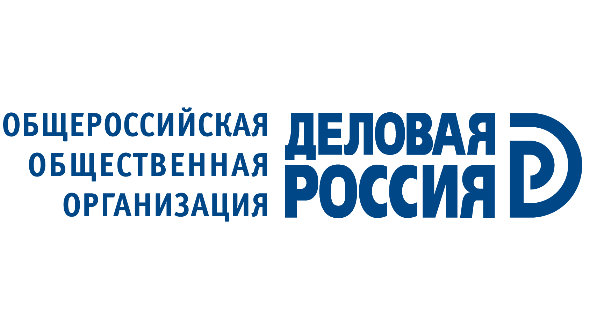 ОБЩЕРОССИЙСКАЯ
ОБЩЕСТВЕННАЯ
ОРГАНИЗАЦИЯ
ДЕЛОВАЯ
РОССИЯ